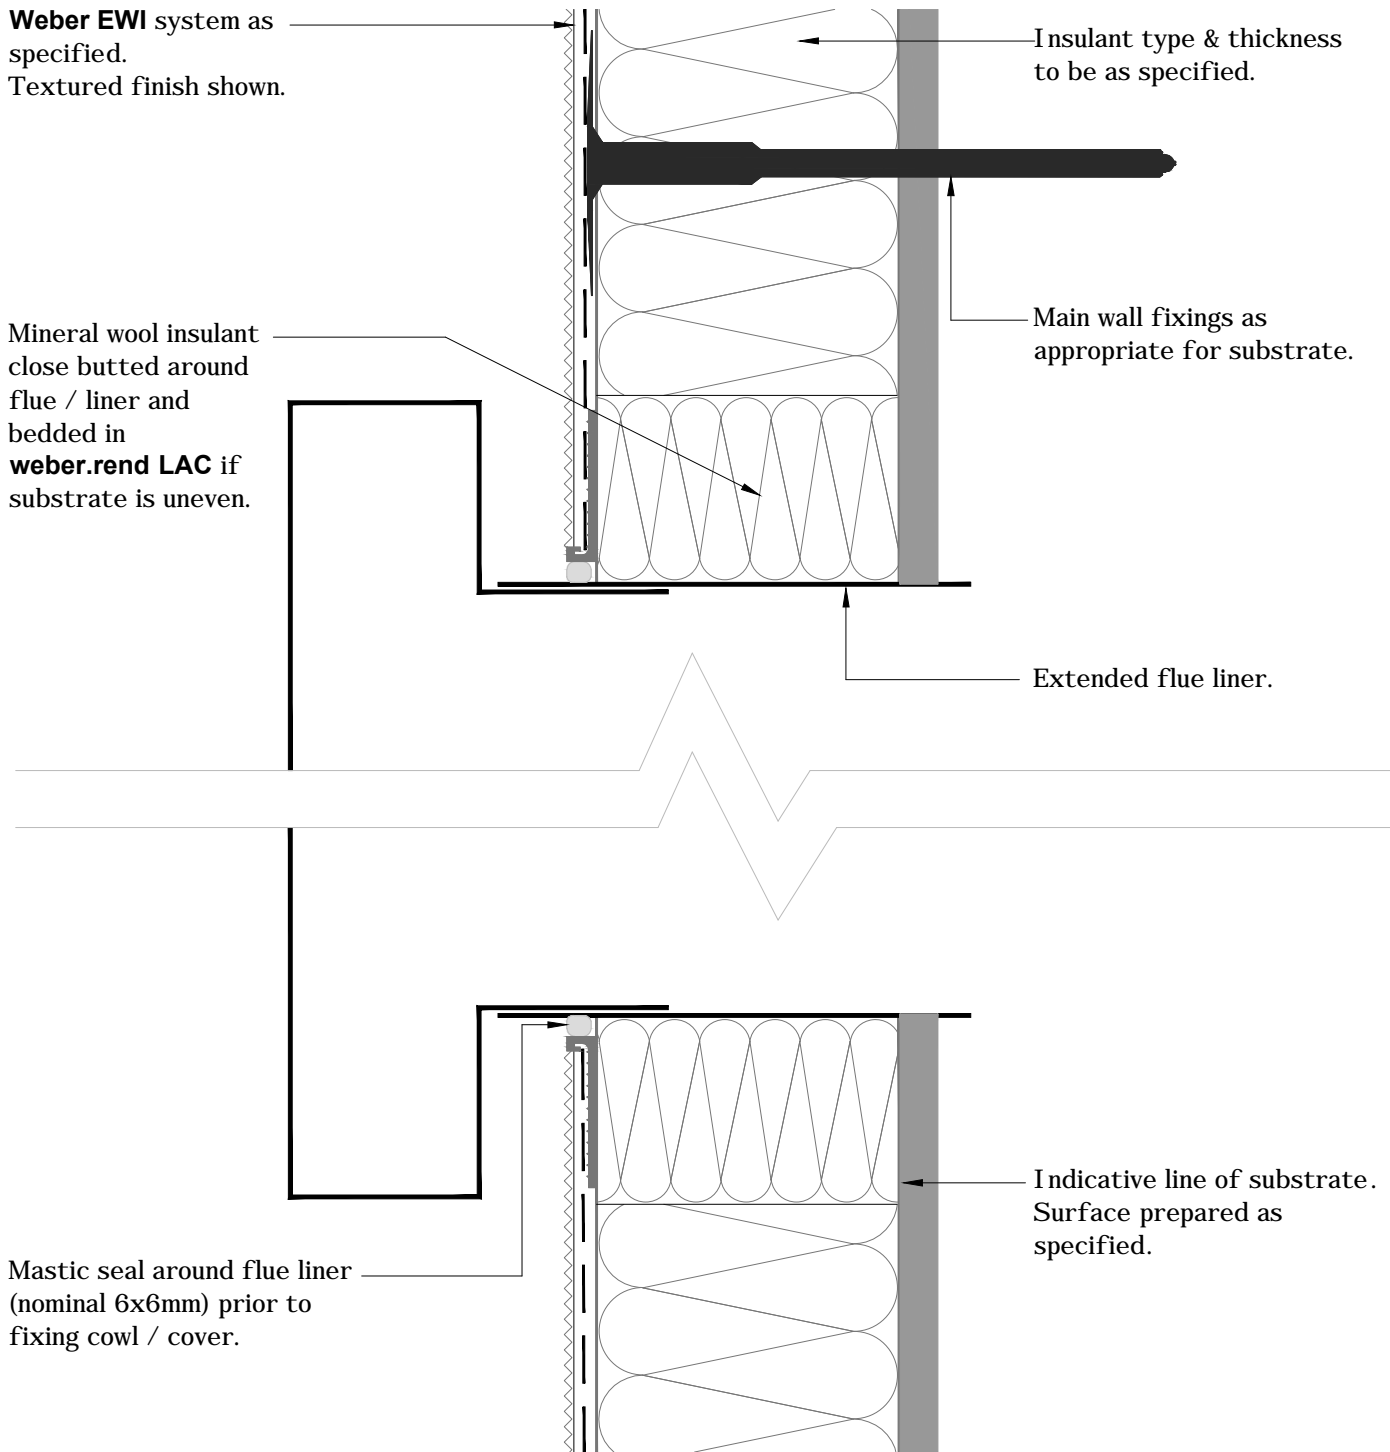 Weber EWI system as
specified.
Textured finish shown.
Insulant type & thickness
to be as specified.
Mineral wool insulant
close butted around
flue / liner and
bedded in
weber.rend LAC if
substrate is uneven.
Main wall fixings as
appropriate for substrate.
Extended flue liner.
Indicative line of substrate.
Surface prepared as
specified.
Mastic seal around flue liner
(nominal 6x6mm) prior to
fixing cowl / cover.